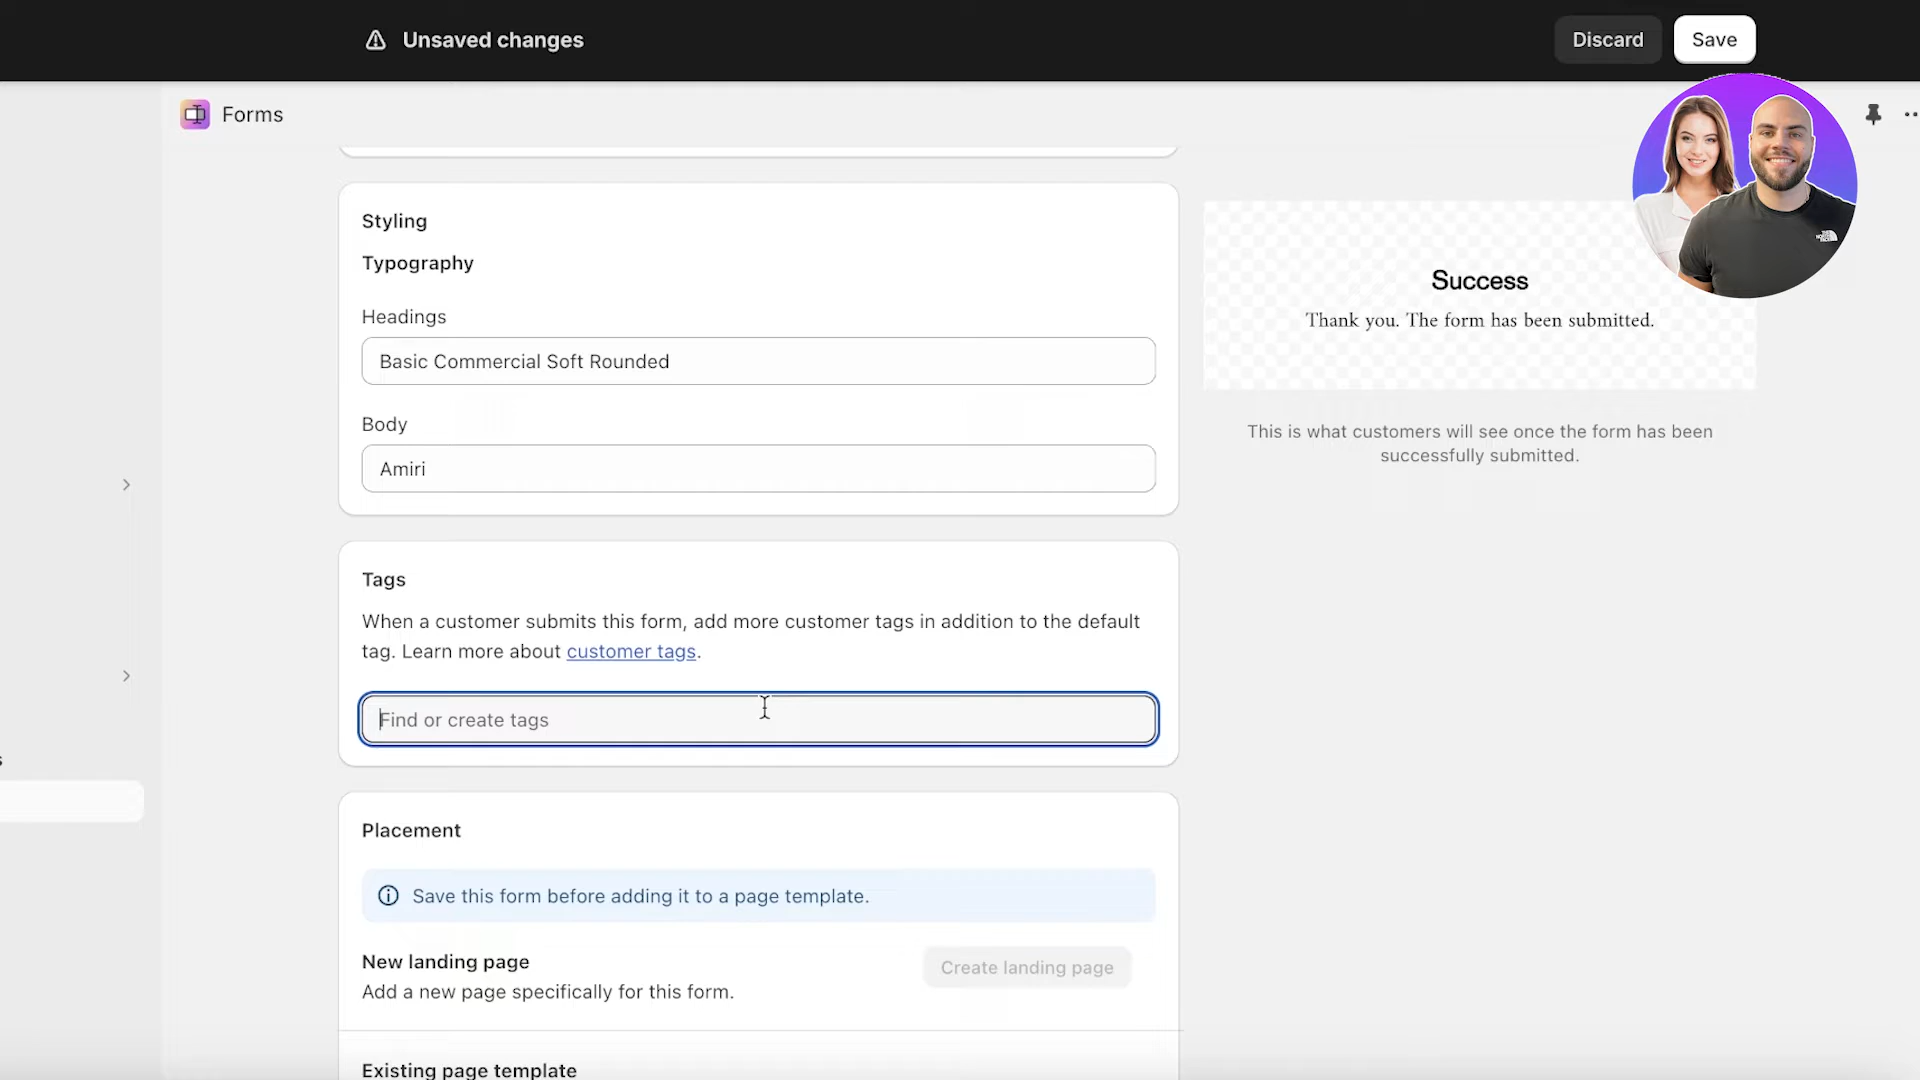 Unsaved changes
Discard
Save
Forms
Styling
Typography
Headings
Basic Commercial Soft Rounded
Body
Amiri
Success
Thank you. The form has been submitted.
This is what customers will see once the form has been
successfully submitted.
Tags
When a customer submits this form, add more customer tags in addition to the default
tag. Learn more about customer tags.
Find or create tags
Placement
Save this form before adding it to a page template.
New landing page
Add a new page specifically for this form.
Create landing page
Existing page template